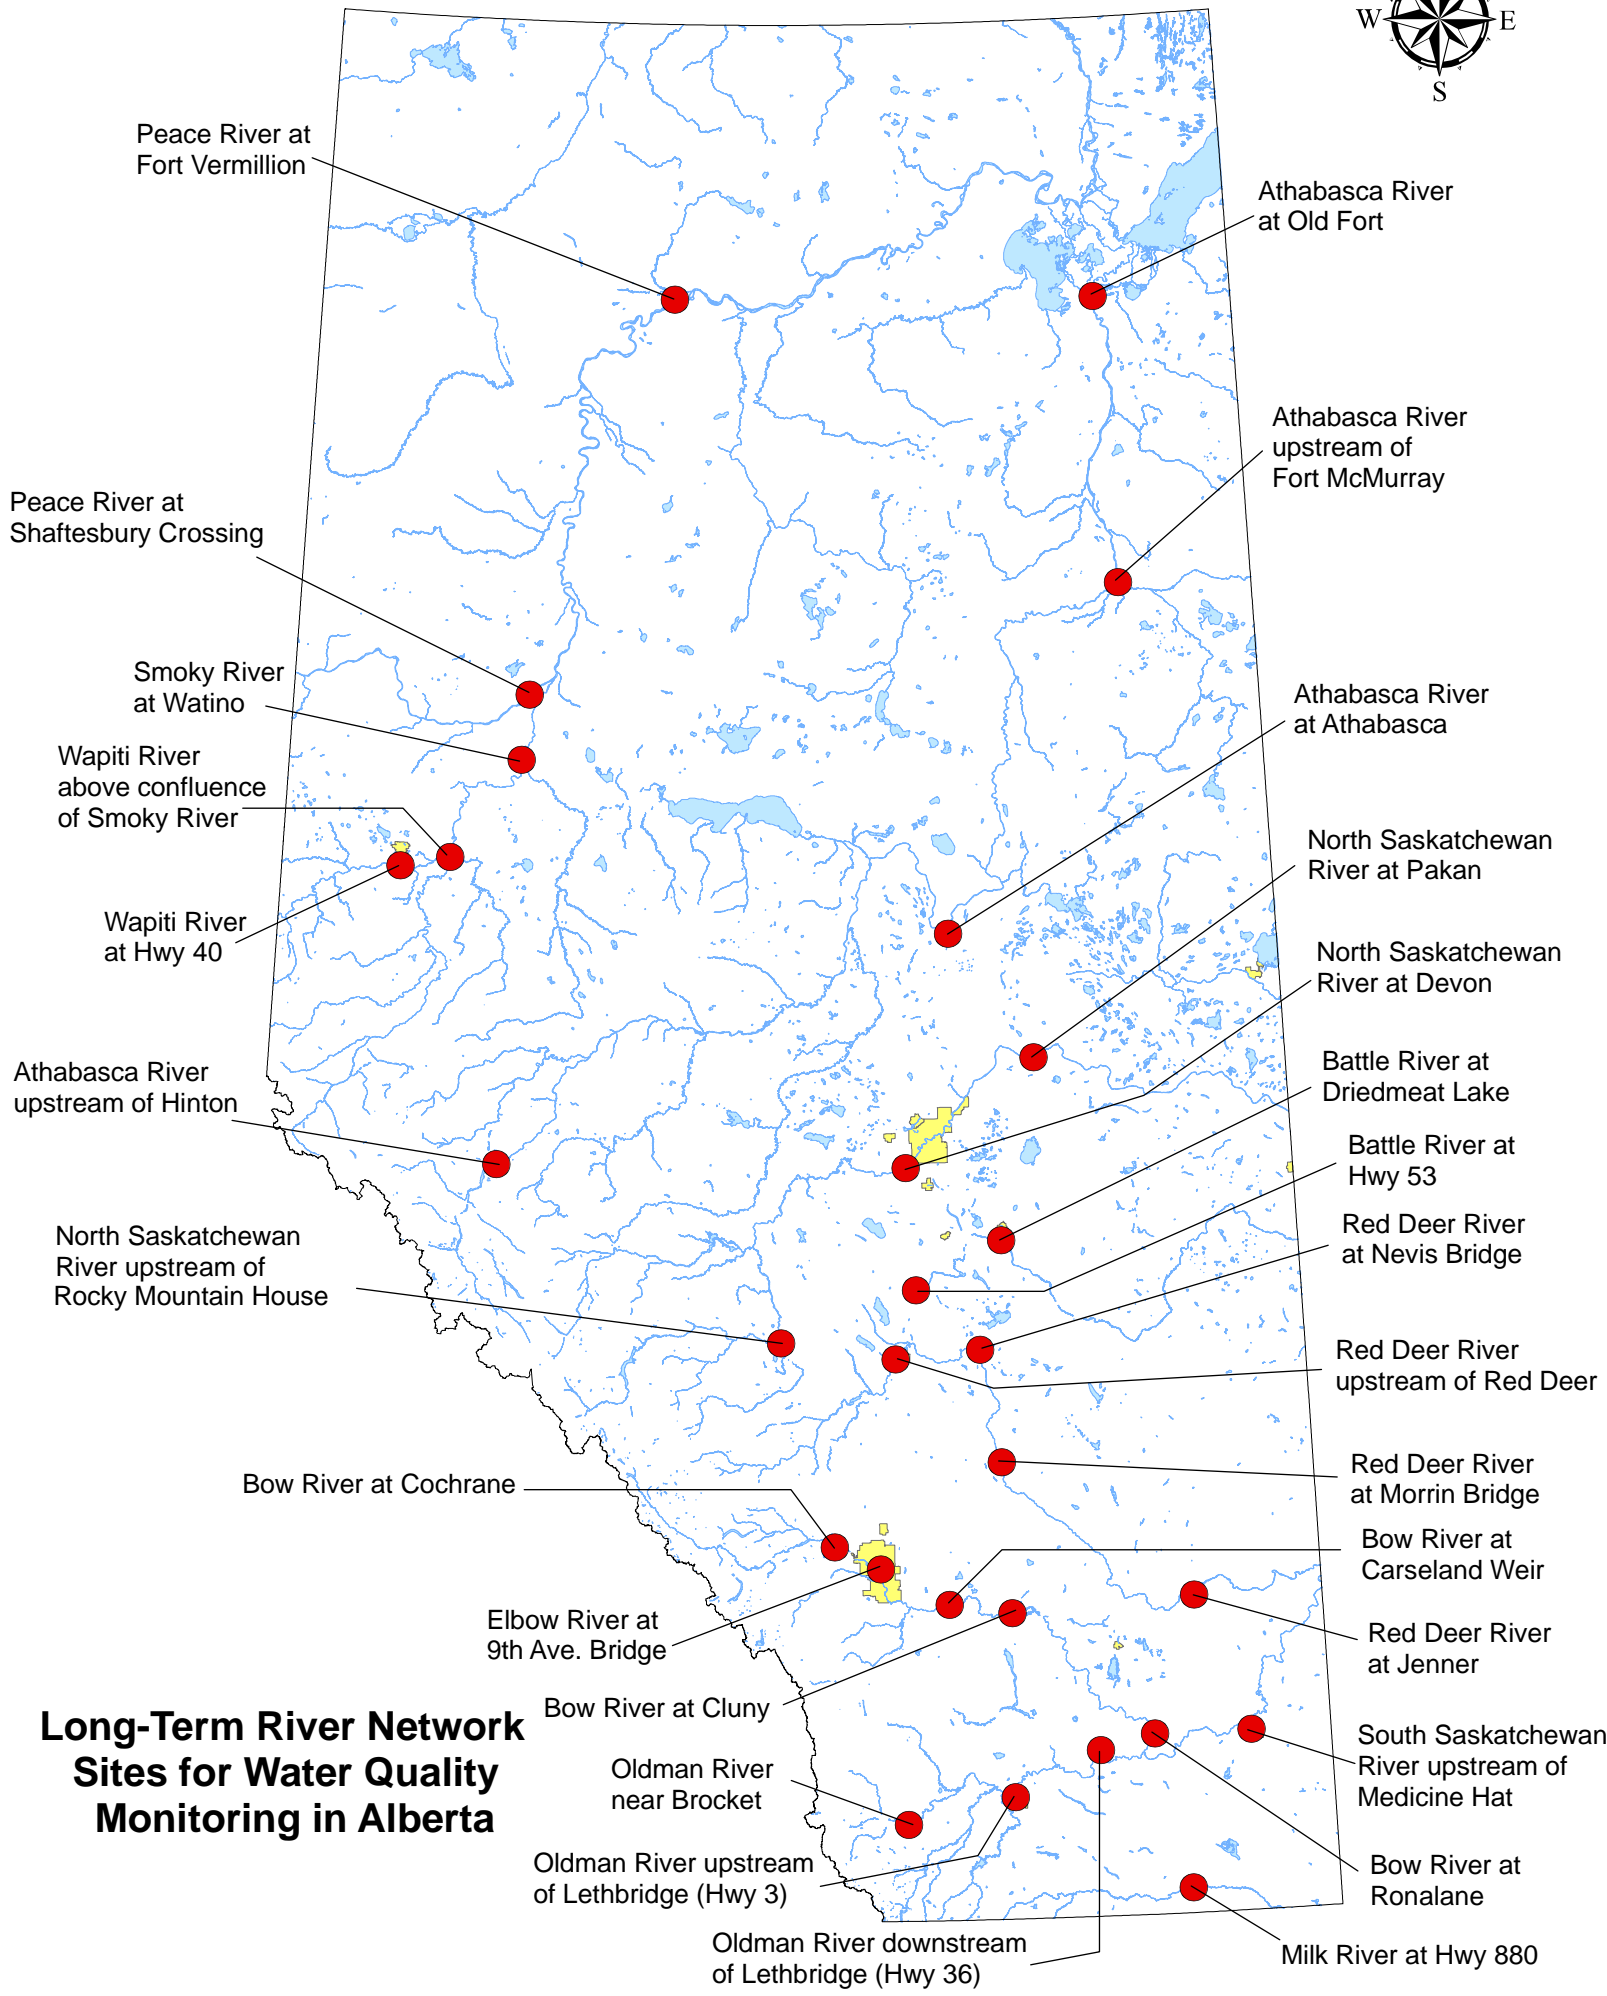 W
E
S
Peace River at
Fort Vermillion
Athabasca River
at Old Fort
Athabasca River
upstream of
Fort McMurray
Peace River at
Shaftesbury Crossing
Smoky River
at Watino
Athabasca River
at Athabasca
Wapiti River
above confluence
of Smoky River
North Saskatchewan
River at Pakan
Wapiti River
at Hwy 40
North Saskatchewan
River at Devon
Battle River at
Driedmeat Lake
Athabasca River
upstream of Hinton
Battle River at
Hwy 53
Red Deer River
at Nevis Bridge
North Saskatchewan
River upstream of
Rocky Mountain House
Red Deer River
upstream of Red Deer
Red Deer River
at Morrin Bridge
Bow River at Cochrane
Bow River at
Carseland Weir
Elbow River at
9th Ave. Bridge
Red Deer River
at Jenner
Bow River at Cluny
Long-Term River Network
Sites for Water Quality
Monitoring in Alberta
South Saskatchewan
River upstream of
Medicine Hat
Oldman River
near Brocket
Oldman River upstream
of Lethbridge (Hwy 3)
Bow River at
Ronalane
Oldman River downstream
of Lethbridge (Hwy 36)
Milk River at Hwy 880